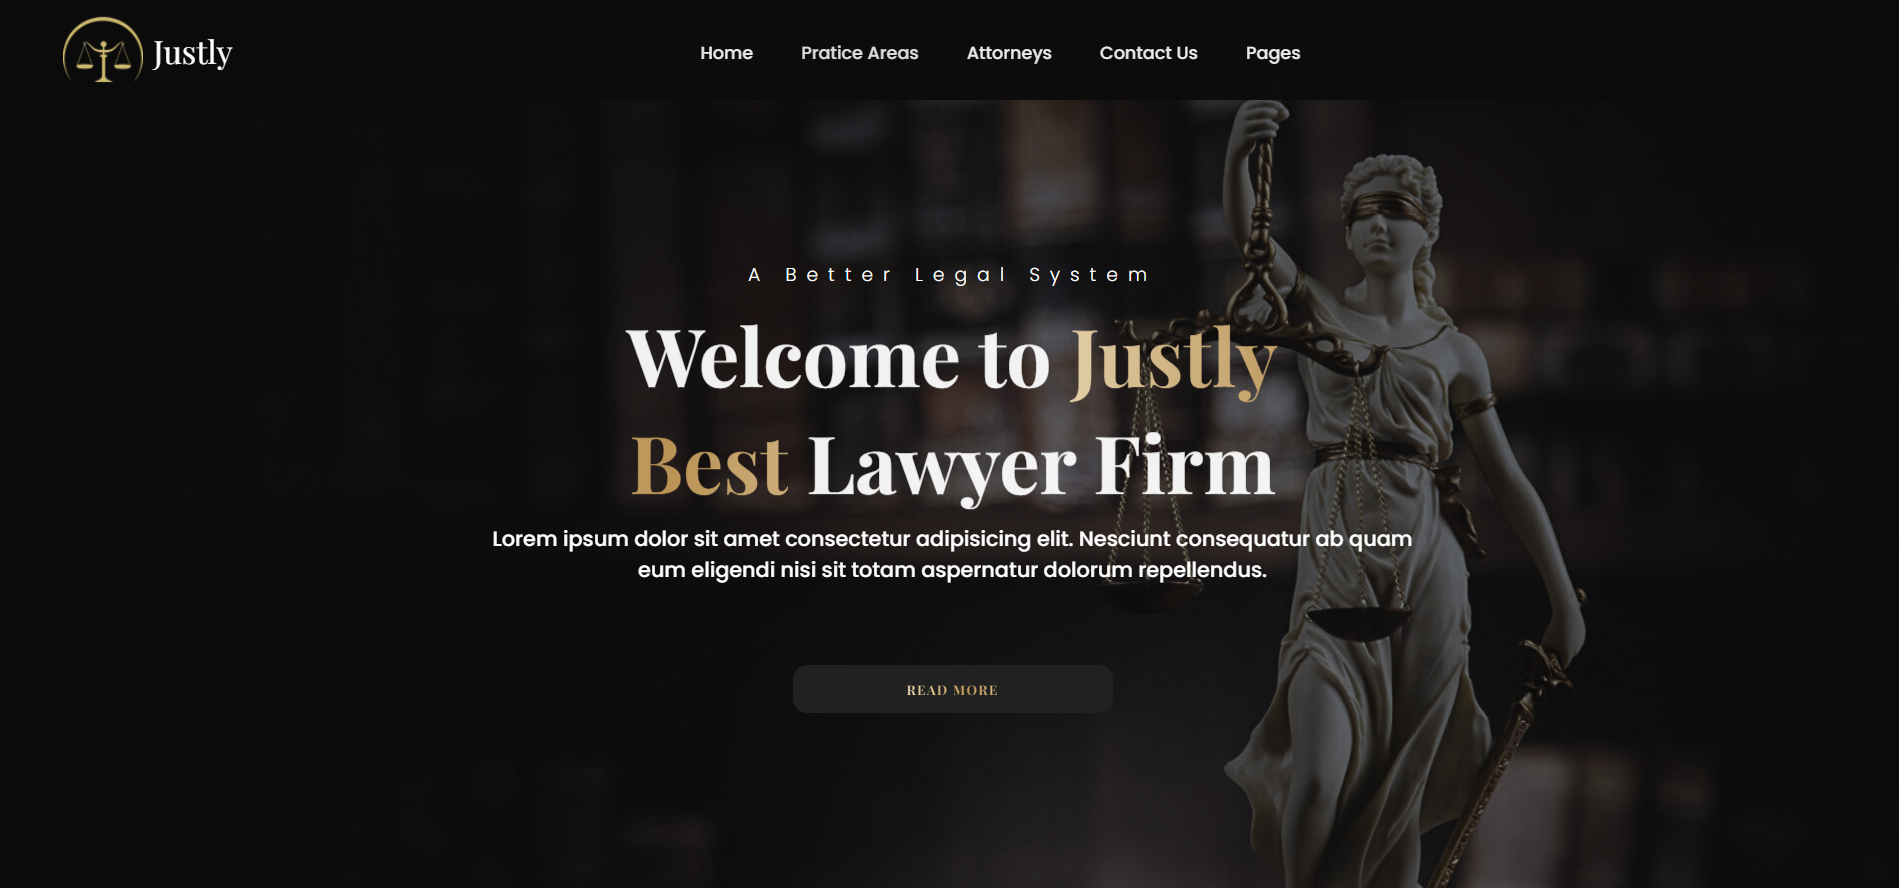 Justly
Home Pratice Areas Attorneys Contact Us Pages
A Better Legal System
Welcome to Justly
Best Lawyer Firm
Lorem ipsum dolor sit amet consectetur adipisicing elit. Nesciunt consequatur ab quam
eum eligendi nisi sit totam aspernatur dolorum repellendus.
READ MORE